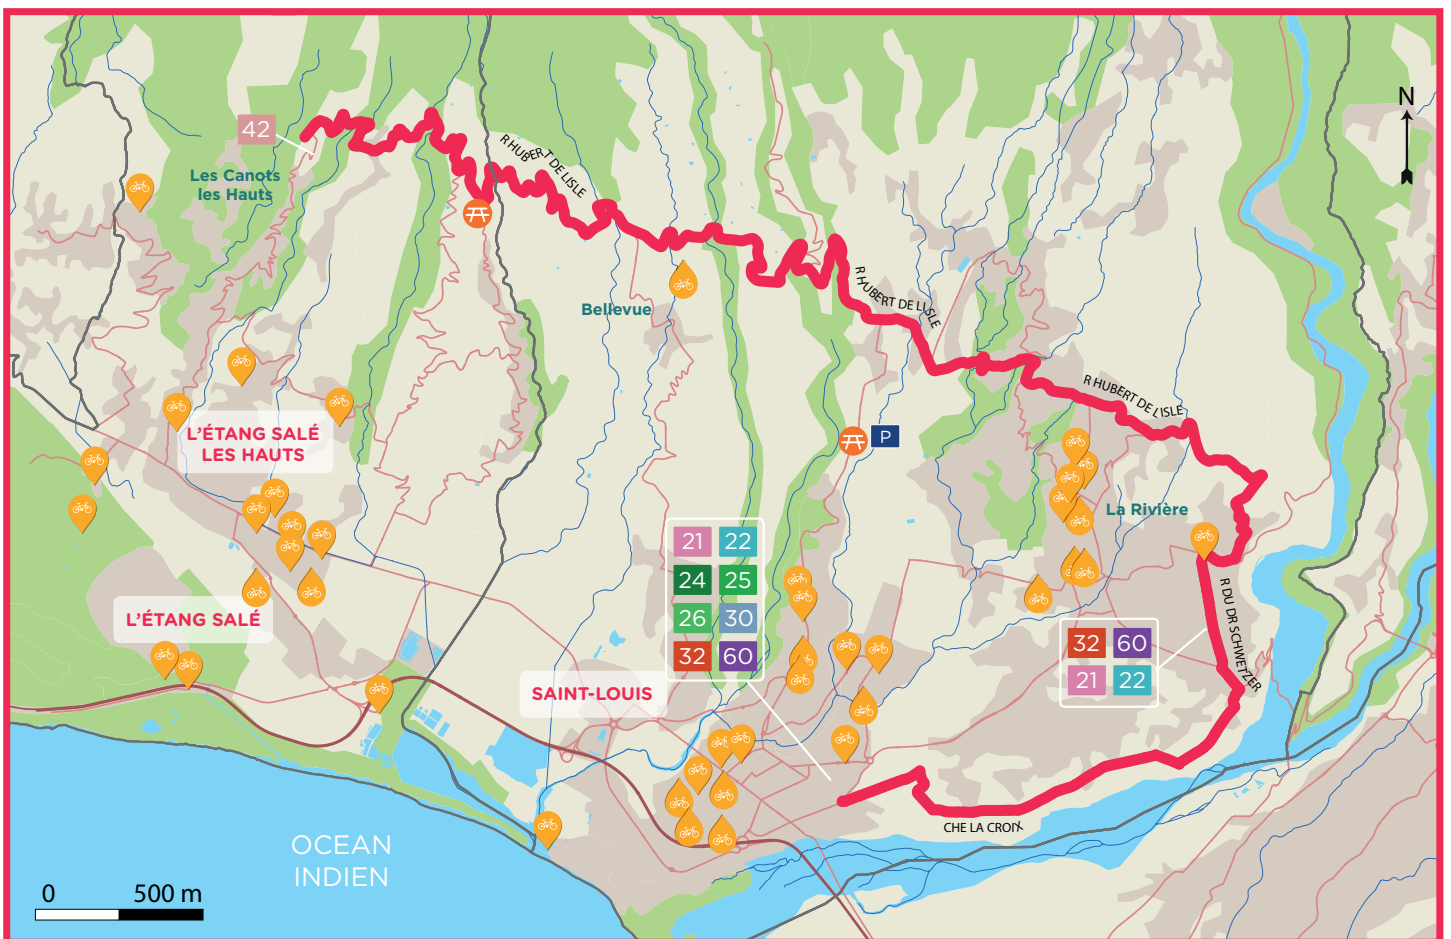 N
42
Les Canots
les Hauts
R HUBERT DE LISLE
Bellevue
R HUBERT DE LISLE
R HUBERT DE L'ISLE
L'ÉTANG SALÉ
LES HAUTS
P
La Rivière
21 22
24 25
26 30
32 60
L'ÉTANG SALÉ
R DU DR SCHWETZER
32 60
21 22
SAINT-LOUIS
CHE LA CROIX
OCEAN
INDIEN
0 500 m